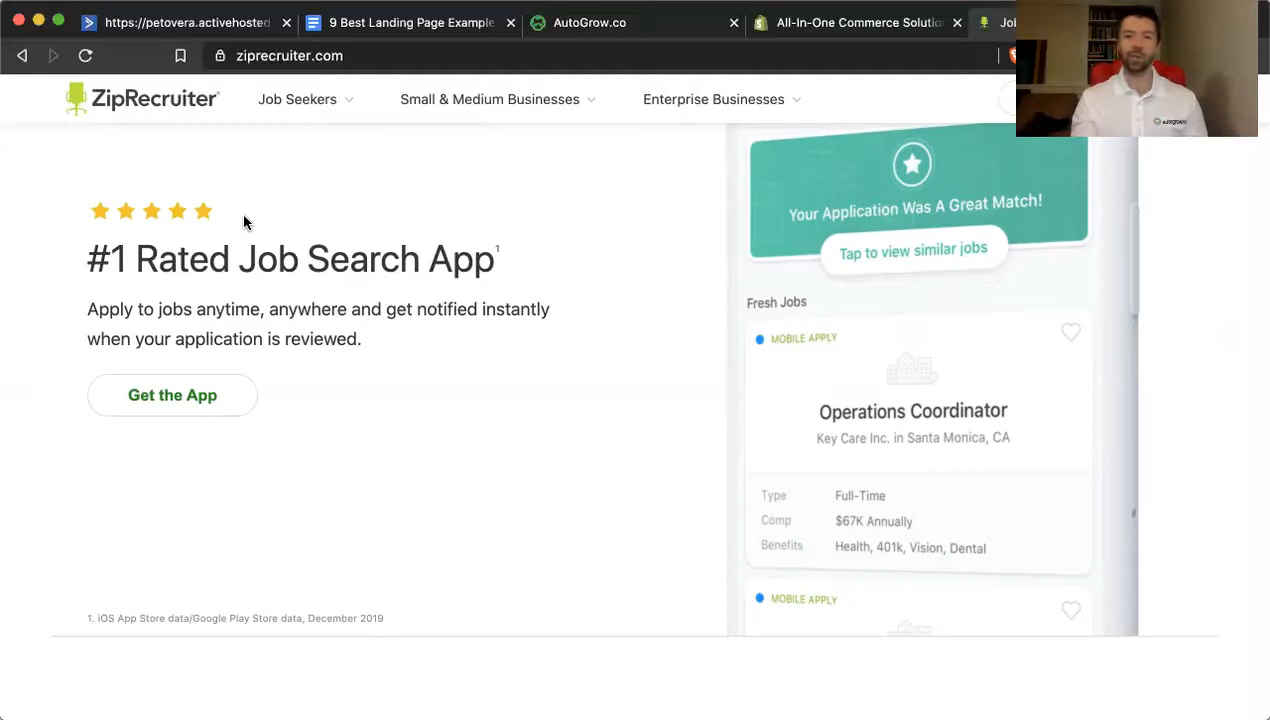 https://petovera.activehosted
9 Best Landing Page Example
AutoGrow.co
All-In-One Commerce Solutio
ziprecruiter.com
ZipRecruiter
Job Seekers
Small & Medium Businesses
Enterprise Businesses
#1 Rated Job Search App1
Apply to jobs anytime, anywhere and get notified instantly
when your application is reviewed.
Get the App
1. iOS App Store data/Google Play Store data, December 2019
Your Application Was A Great Match!
Tap to view similar jobs
Fresh Jobs
MOBILE APPLY
Operations Coordinator
Key Care Inc. in Santa Monica, CA
Type Full-Time
Comp $67K Annually
Benefits Health, 401k, Vision, Dental
MOBILE APPLY